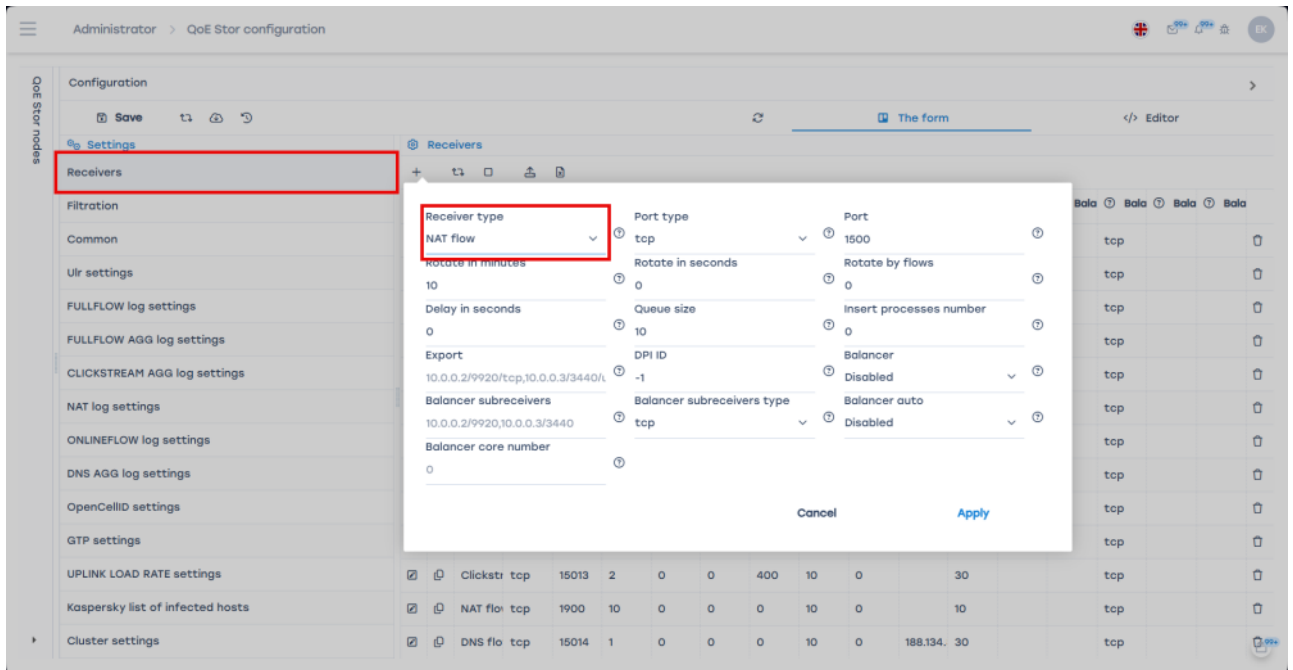 Administrator > QoE Stor configuration
99+ 99+ EK
QoE Stor nodes
Configuration
Save
The form
</> Editor
Settings
Receivers
Receivers
Filtration
Common
Ulr settings
FULLFLOW log settings
FULLFLOW AGG log settings
CLICKSTREAM AGG log settings
NAT log settings
ONLINEFLOW log settings
DNS AGG log settings
OpenCellID settings
GTP settings
UPLINK LOAD RATE settings
Kaspersky list of infected hosts
Cluster settings
Receiver type Port type Port
NAT flow tcp 1500
Rotate in minutes Rotate in seconds Rotate by flows
10 0 0
Delay in seconds Queue size Insert processes number
0 10 0
Export DPI ID Balancer
10.0.0.2/9920/tcp,10.0.0.3/3440/u -1 Disabled
Balancer subreceivers Balancer subreceivers type Balancer auto
10.0.0.2/9920,10.0.0.3/3440 tcp Disabled
Balancer core number
0
Cancel Apply
Bala Bala Bala Bala
tcp
tcp
tcp
tcp
tcp
tcp
tcp
tcp
tcp
tcp
Clickstr tcp 15013 2 0 0 400 10 0 30 tcp
NAT flo tcp 1900 10 0 0 0 10 0 10 tcp
DNS flo tcp 15014 1 0 0 0 10 0 188.134. 30 tcp
99+